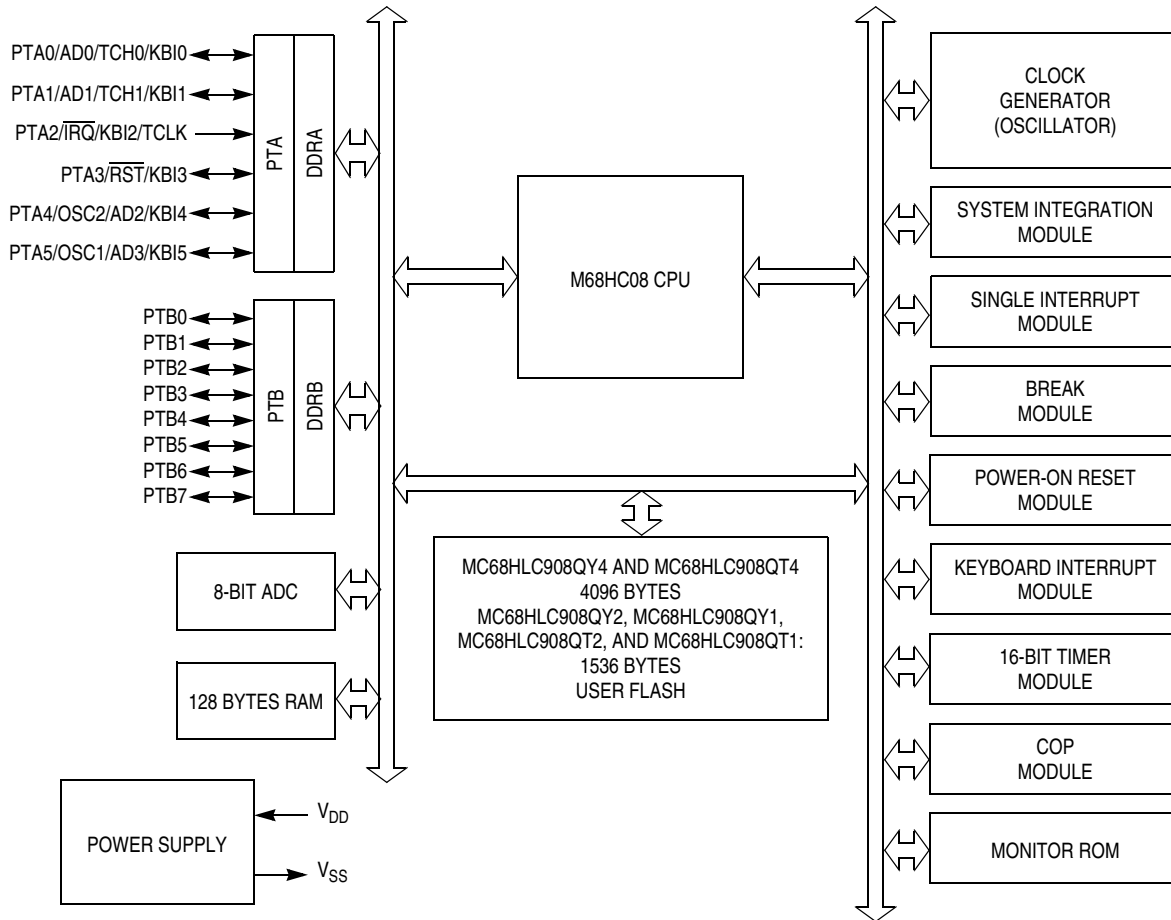 PTA0/AD0/TCH0/KBI0
PTA1/AD1/TCH1/KBI1
PTA2/I̅R̅Q̅/KBI2/TCLK
PTA3/R̅S̅T̅/KBI3
PTA4/OSC2/AD2/KBI4
PTA5/OSC1/AD3/KBI5
PTA
DDRA
PTB0
PTB1
PTB2
PTB3
PTB4
PTB5
PTB6
PTB7
PTB
DDRB
8-BIT ADC
128 BYTES RAM
POWER SUPPLY
V_DD
V_SS
M68HC08 CPU
MC68HLC908QY4 AND MC68HLC908QT4
4096 BYTES
MC68HLC908QY2, MC68HLC908QY1,
MC68HLC908QT2, AND MC68HLC908QT1:
1536 BYTES
USER FLASH
CLOCK
GENERATOR
(OSCILLATOR)
SYSTEM INTEGRATION
MODULE
SINGLE INTERRUPT
MODULE
BREAK
MODULE
POWER-ON RESET
MODULE
KEYBOARD INTERRUPT
MODULE
16-BIT TIMER
MODULE
COP
MODULE
MONITOR ROM